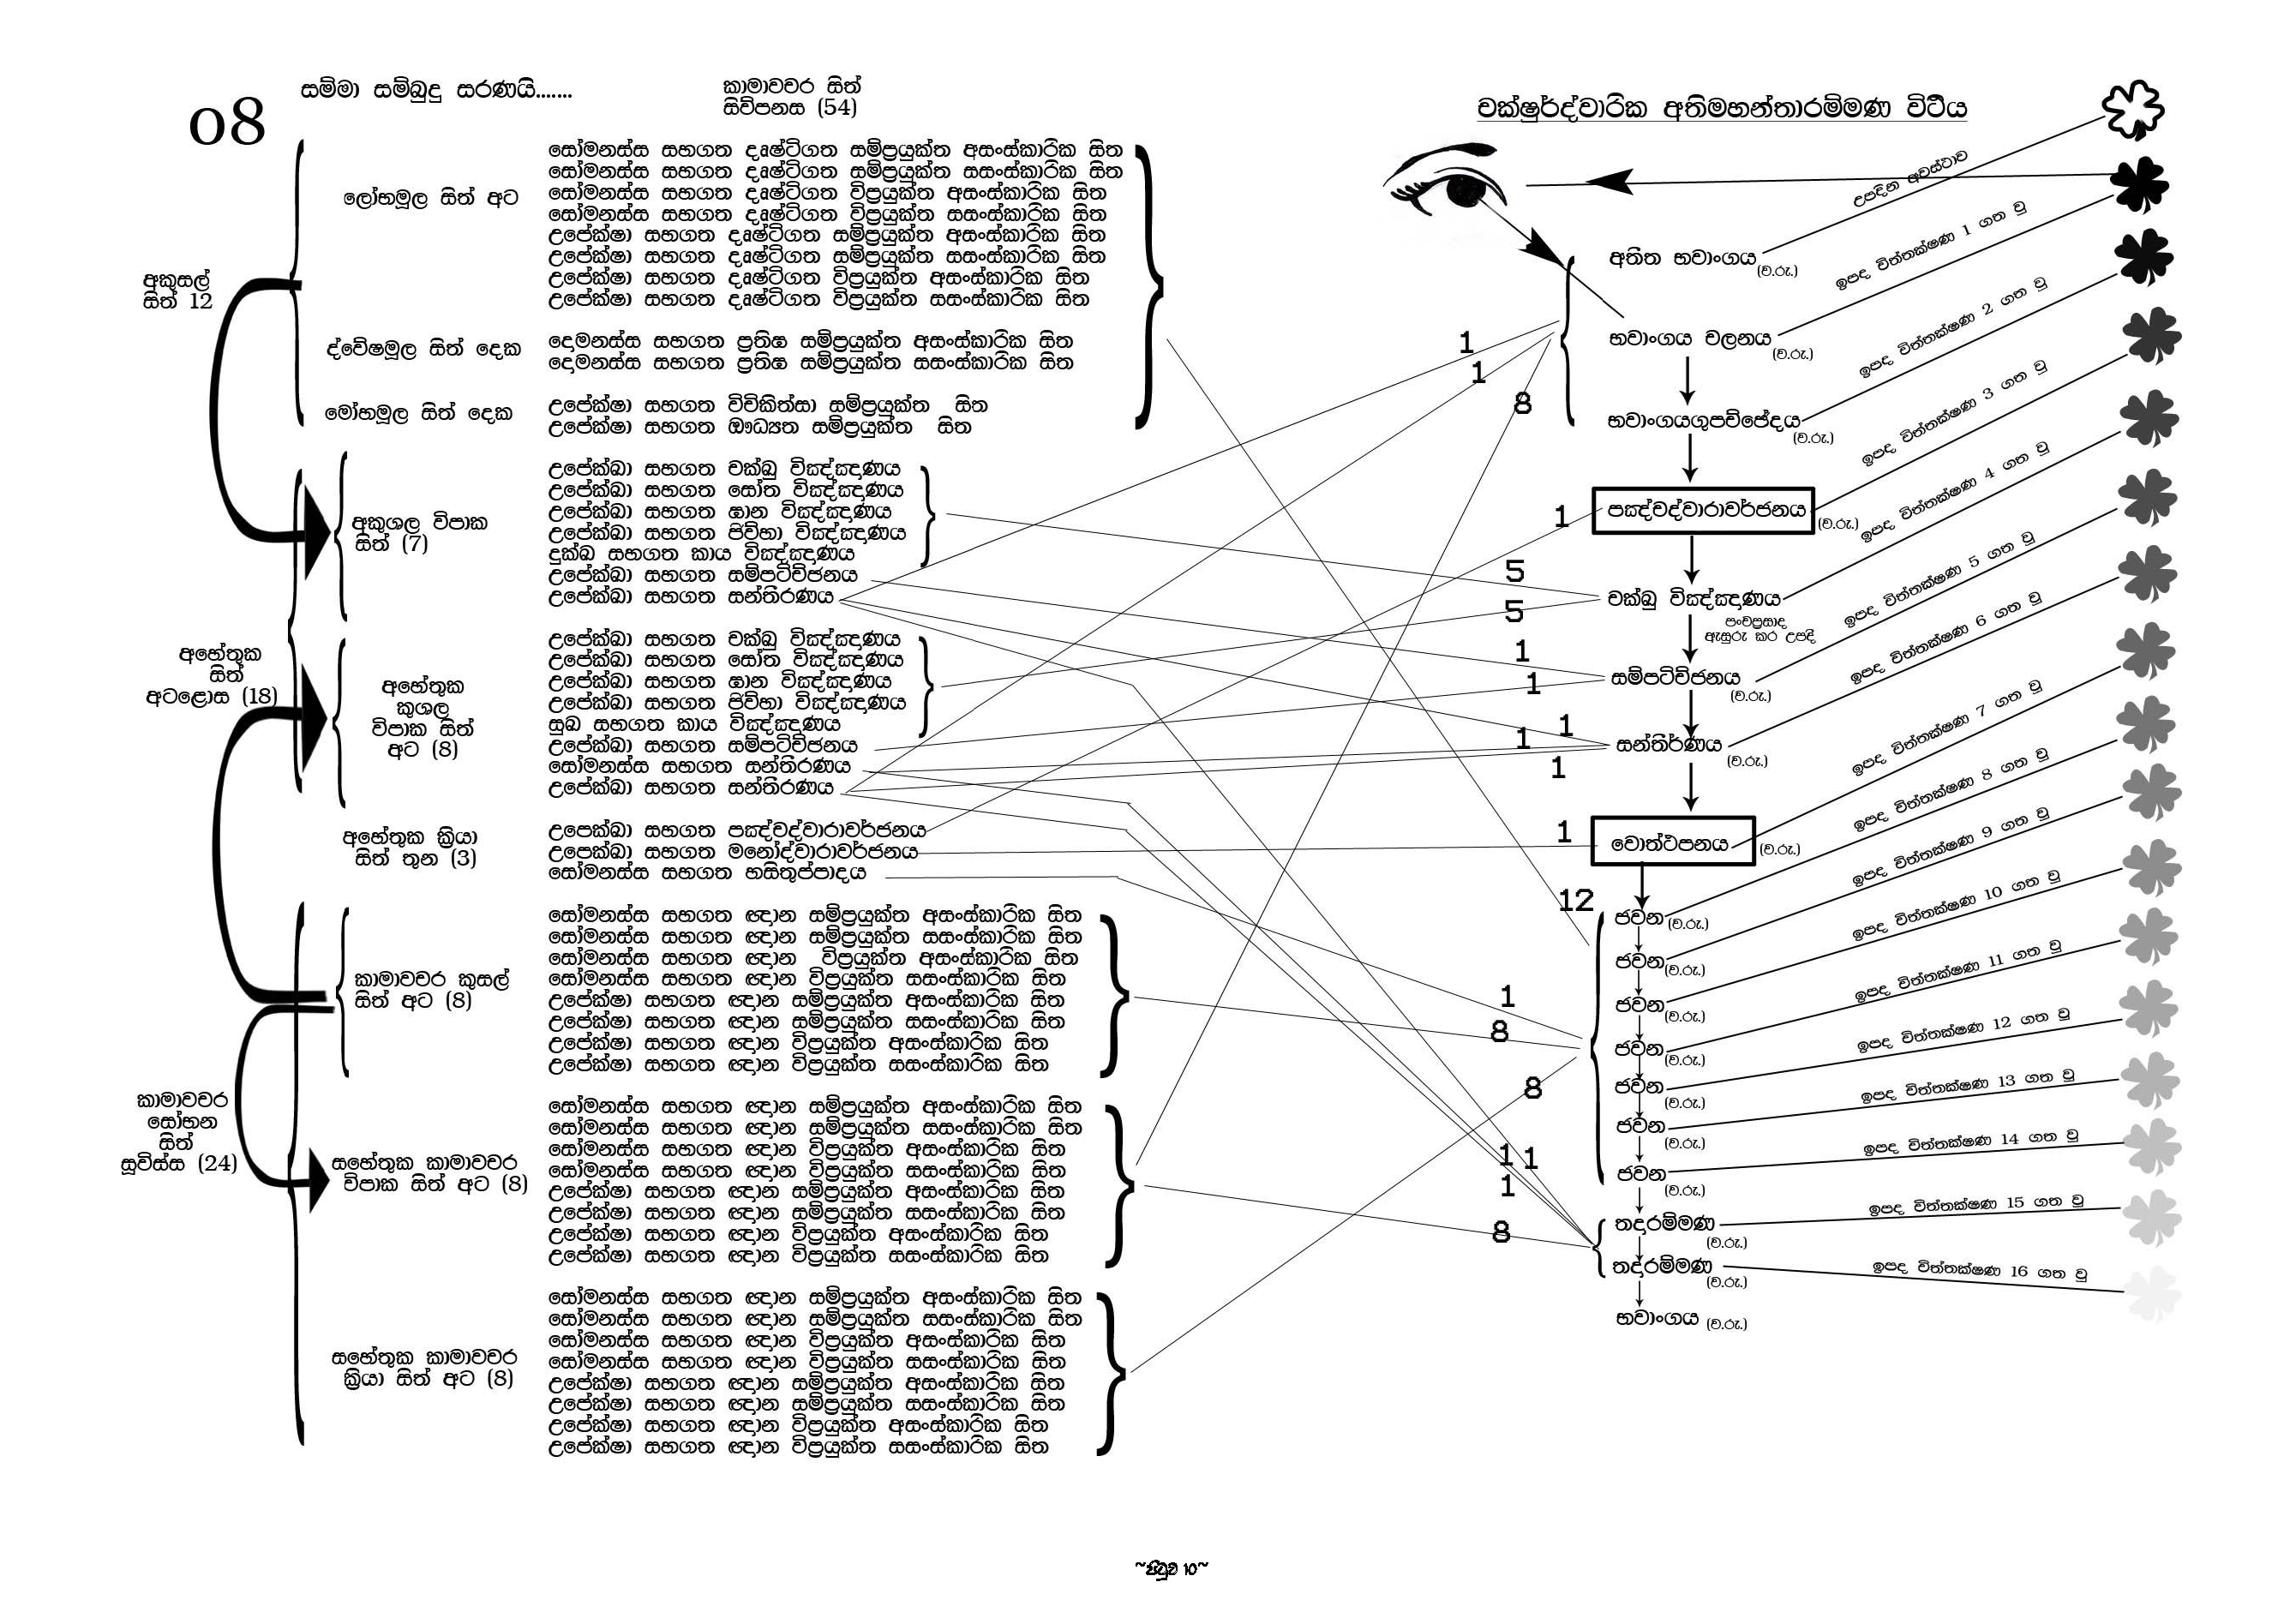 08
සම්මා සම්බුදු සරණයි.......
කාමාවචර සිත්
සිව්පනස (54)
ලෝභමූල සිත් අට
සෝමනස්ස සහගත දෘෂ්ටිගත සම්ප්‍රයුක්ත අසංස්කාරික සිත
සෝමනස්ස සහගත දෘෂ්ටිගත සම්ප්‍රයුක්ත සසංස්කාරික සිත
සෝමනස්ස සහගත දෘෂ්ටිගත විප්‍රයුක්ත අසංස්කාරික සිත
සෝමනස්ස සහගත දෘෂ්ටිගත විප්‍රයුක්ත සසංස්කාරික සිත
උපේක්ෂා සහගත දෘෂ්ටිගත සම්ප්‍රයුක්ත අසංස්කාරික සිත
උපේක්ෂා සහගත දෘෂ්ටිගත සම්ප්‍රයුක්ත සසංස්කාරික සිත
උපේක්ෂා සහගත දෘෂ්ටිගත විප්‍රයුක්ත අසංස්කාරික සිත
උපේක්ෂා සහගත දෘෂ්ටිගත විප්‍රයුක්ත සසංස්කාරික සිත
අකුසල්
සිත් 12
ද්වේෂමූල සිත් දෙක
දොමනස්ස සහගත ප්‍රතිඝ සම්ප්‍රයුක්ත අසංස්කාරික සිත
දොමනස්ස සහගත ප්‍රතිඝ සම්ප්‍රයුක්ත සසංස්කාරික සිත
මෝහමූල සිත් දෙක
උපේක්ෂා සහගත විචිකිත්සා සම්ප්‍රයුක්ත සිත
උපේක්ෂා සහගත ඖධ්‍යත සම්ප්‍රයුක්ත සිත
අකුශල විපාක
සිත් (7)
උපේක්ඛා සහගත චක්ඛු විඤ්ඤාණය
උපේක්ඛා සහගත සෝත විඤ්ඤාණය
උපේක්ඛා සහගත ඝාන විඤ්ඤාණය
උපේක්ඛා සහගත ජිව්හා විඤ්ඤාණය
දුක්ඛ සහගත කාය විඤ්ඤාණය
උපේක්ඛා සහගත සම්පටිච්ජනය
උපේක්ඛා සහගත සන්තීරණය
අහේතුක
සිත්
අටළොස (18)
අහේතුක
කුශල
විපාක සිත්
අට (8)
උපේක්ඛා සහගත චක්ඛු විඤ්ඤාණය
උපේක්ඛා සහගත සෝත විඤ්ඤාණය
උපේක්ඛා සහගත ඝාන විඤ්ඤාණය
උපේක්ඛා සහගත ජිව්හා විඤ්ඤාණය
සුඛ සහගත කාය විඤ්ඤාණය
උපේක්ඛා සහගත සම්පටිච්ජනය
සෝමනස්ස සහගත සන්තීරණය
උපේක්ඛා සහගත සන්තීරණය
අහේතුක ක්‍රියා
සිත් තුන (3)
උපෙක්ඛා සහගත පඤ්චද්වාරාවර්ජනය
උපෙක්ඛා සහගත මනෝද්වාරාවර්ජනය
සෝමනස්ස සහගත හසිතුප්පාදය
කාමාවචර කුසල්
සිත් අට (8)
සෝමනස්ස සහගත ඥාන සම්ප්‍රයුක්ත අසංස්කාරික සිත
සෝමනස්ස සහගත ඥාන සම්ප්‍රයුක්ත සසංස්කාරික සිත
සෝමනස්ස සහගත ඥාන විප්‍රයුක්ත අසංස්කාරික සිත
සෝමනස්ස සහගත ඥාන විප්‍රයුක්ත සසංස්කාරික සිත
උපේක්ෂා සහගත ඥාන සම්ප්‍රයුක්ත අසංස්කාරික සිත
උපේක්ෂා සහගත ඥාන සම්ප්‍රයුක්ත සසංස්කාරික සිත
උපේක්ෂා සහගත ඥාන විප්‍රයුක්ත අසංස්කාරික සිත
උපේක්ෂා සහගත ඥාන විප්‍රයුක්ත සසංස්කාරික සිත
කාමාවචර
සෝභන
සිත්
සූවිස්ස (24)
සහේතුක කාමාවචර
විපාක සිත් අට (8)
සෝමනස්ස සහගත ඥාන සම්ප්‍රයුක්ත අසංස්කාරික සිත
සෝමනස්ස සහගත ඥාන සම්ප්‍රයුක්ත සසංස්කාරික සිත
සෝමනස්ස සහගත ඥාන විප්‍රයුක්ත අසංස්කාරික සිත
සෝමනස්ස සහගත ඥාන විප්‍රයුක්ත සසංස්කාරික සිත
උපේක්ෂා සහගත ඥාන සම්ප්‍රයුක්ත අසංස්කාරික සිත
උපේක්ෂා සහගත ඥාන සම්ප්‍රයුක්ත සසංස්කාරික සිත
උපේක්ෂා සහගත ඥාන විප්‍රයුක්ත අසංස්කාරික සිත
උපේක්ෂා සහගත ඥාන විප්‍රයුක්ත සසංස්කාරික සිත
සහේතුක කාමාවචර
ක්‍රියා සිත් අට (8)
සෝමනස්ස සහගත ඥාන සම්ප්‍රයුක්ත අසංස්කාරික සිත
සෝමනස්ස සහගත ඥාන සම්ප්‍රයුක්ත සසංස්කාරික සිත
සෝමනස්ස සහගත ඥාන විප්‍රයුක්ත අසංස්කාරික සිත
සෝමනස්ස සහගත ඥාන විප්‍රයුක්ත සසංස්කාරික සිත
උපේක්ෂා සහගත ඥාන සම්ප්‍රයුක්ත අසංස්කාරික සිත
උපේක්ෂා සහගත ඥාන සම්ප්‍රයුක්ත සසංස්කාරික සිත
උපේක්ෂා සහගත ඥාන විප්‍රයුක්ත අසංස්කාරික සිත
උපේක්ෂා සහගත ඥාන විප්‍රයුක්ත සසංස්කාරික සිත
චක්ෂුර්ද්වාරික අතිමහන්තාරම්මණ විථිය
1
1
8
1
5
5
1
1
1
1
1
1
12
1
8
8
1 1
1
8
අතීත භවාංගය (ච.රු.)
භවාංගය චලනය (ච.රු.)
භවාංගයගුපච්ඡේදය (ච.රු.)
පඤ්චද්වාරාවර්ජනය (ච.රු.)
චක්ඛු විඤ්ඤාණය
පංචප්‍රසාද
ඇසුරු කර උපදි
සම්පටිච්ජනය (ච.රු.)
සන්තීර්ණය (ච.රු.)
වොත්ථපනය (ච.රු.)
ජවන (ච.රු.)
ජවන (ච.රු.)
ජවන (ච.රු.)
ජවන (ච.රු.)
ජවන (ච.රු.)
ජවන (ච.රු.)
ජවන (ච.රු.)
තදාරම්මණ (ච.රු.)
තදාරම්මණ (ච.රු.)
භවාංගය (ච.රු.)
උපදින අවස්ථාව
ඉපද චිත්තක්ෂණ 1 ගත වු
ඉපද චිත්තක්ෂණ 2 ගත වු
ඉපද චිත්තක්ෂණ 3 ගත වු
ඉපද චිත්තක්ෂණ 4 ගත වු
ඉපද චිත්තක්ෂණ 5 ගත වු
ඉපද චිත්තක්ෂණ 6 ගත වු
ඉපද චිත්තක්ෂණ 7 ගත වු
ඉපද චිත්තක්ෂණ 8 ගත වු
ඉපද චිත්තක්ෂණ 9 ගත වු
ඉපද චිත්තක්ෂණ 10 ගත වු
ඉපද චිත්තක්ෂණ 11 ගත වු
ඉපද චිත්තක්ෂණ 12 ගත වු
ඉපද චිත්තක්ෂණ 13 ගත වු
ඉපද චිත්තක්ෂණ 14 ගත වු
ඉපද චිත්තක්ෂණ 15 ගත වු
ඉපද චිත්තක්ෂණ 16 ගත වු
~පිටුව 10~